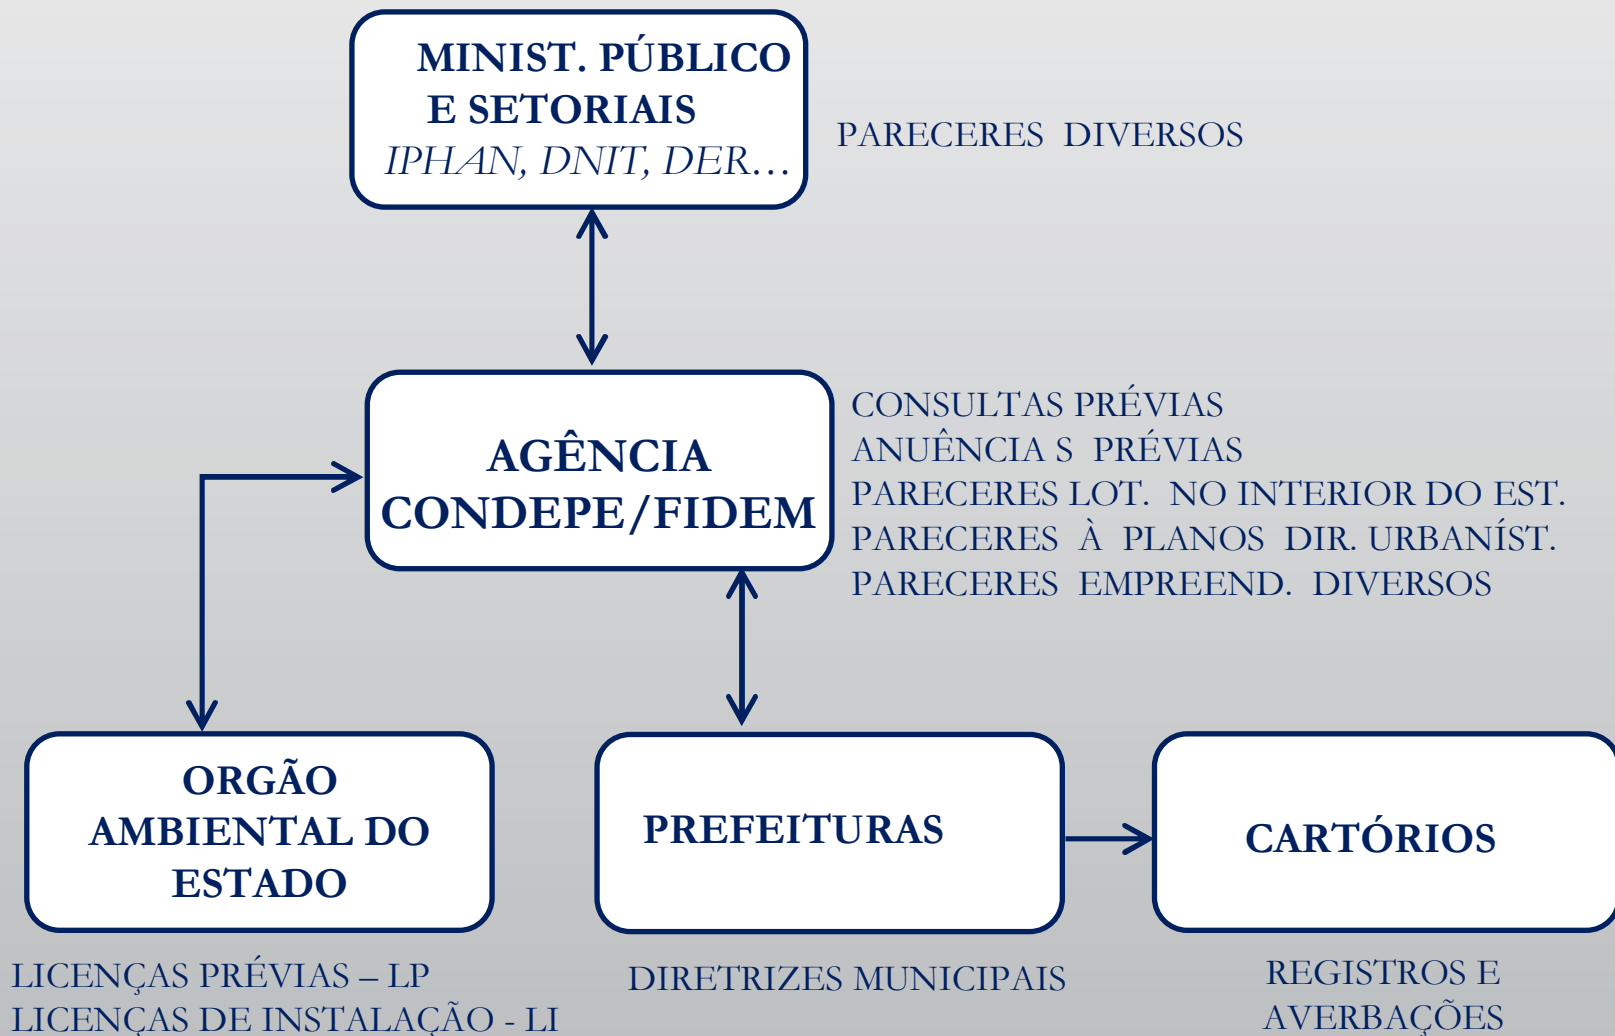 MINIST. PÚBLICO
E SETORIAIS
IPHAN, DNIT, DER...
PARECERES DIVERSOS
AGÊNCIA
CONDEPE/FIDEM
CONSULTAS PRÉVIAS
ANUÊNCIA S PRÉVIAS
PARECERES LOT. NO INTERIOR DO EST.
PARECERES À PLANOS DIR. URBANÍST.
PARECERES EMPREEND. DIVERSOS
ORGÃO
AMBIENTAL DO
ESTADO
PREFEITURAS
CARTÓRIOS
LICENÇAS PRÉVIAS – LP
LICENÇAS DE INSTALAÇÃO - LI
DIRETRIZES MUNICIPAIS
REGISTROS E
AVERBAÇÕES